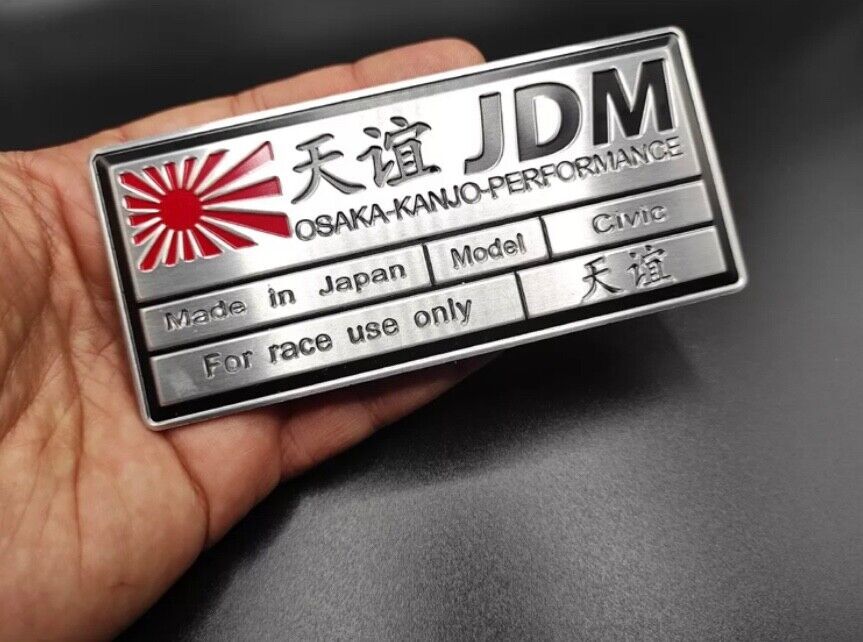 天谊 JDM
OSAKA-KANJO-PERFORMANCE
Made in Japan Model Civic
For race use only 天谊